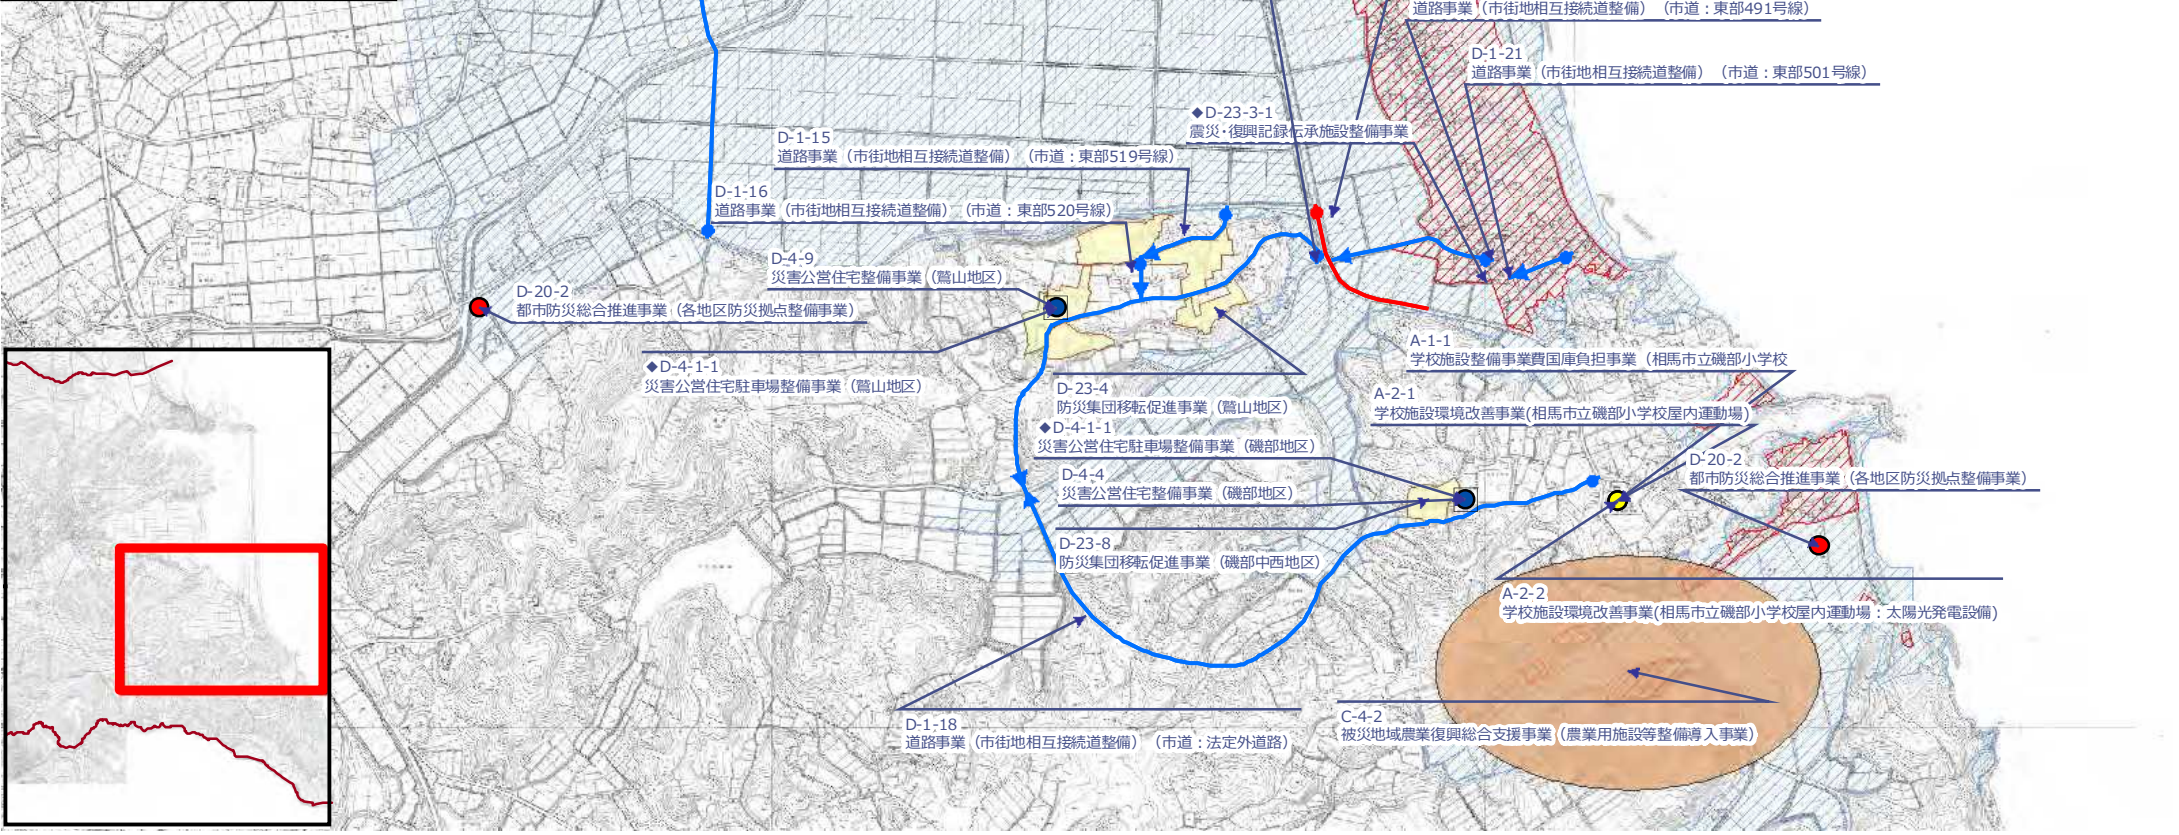 道路事業（市街地相互接続道整備）（市道：東部491号線）
D-1-21
道路事業（市街地相互接続道整備）（市道：東部501号線）
◆D-23-3-1
震災・復興記録伝承施設整備事業
D-1-15
道路事業（市街地相互接続道整備）（市道：東部519号線）
D-1-16
道路事業（市街地相互接続道整備）（市道：東部520号線）
D-4-9
災害公営住宅整備事業（鷲山地区）
D-20-2
都市防災総合推進事業（各地区防災拠点整備事業）
◆D-4-1-1
災害公営住宅駐車場整備事業（鷲山地区）
D-23-4
防災集団移転促進事業（鷲山地区）
A-1-1
学校施設整備事業費国庫負担事業（相馬市立磯部小学校
A-2-1
学校施設環境改善事業(相馬市立磯部小学校屋内運動場)
◆D-4-1-1
災害公営住宅駐車場整備事業（磯部地区）
D-4-4
災害公営住宅整備事業（磯部地区）
D-20-2
都市防災総合推進事業（各地区防災拠点整備事業）
D-23-8
防災集団移転促進事業（磯部中西地区）
A-2-2
学校施設環境改善事業(相馬市立磯部小学校屋内運動場：太陽光発電設備)
D-1-18
道路事業（市街地相互接続道整備）（市道：法定外道路）
C-4-2
被災地域農業復興総合支援事業（農業用施設等整備導入事業）